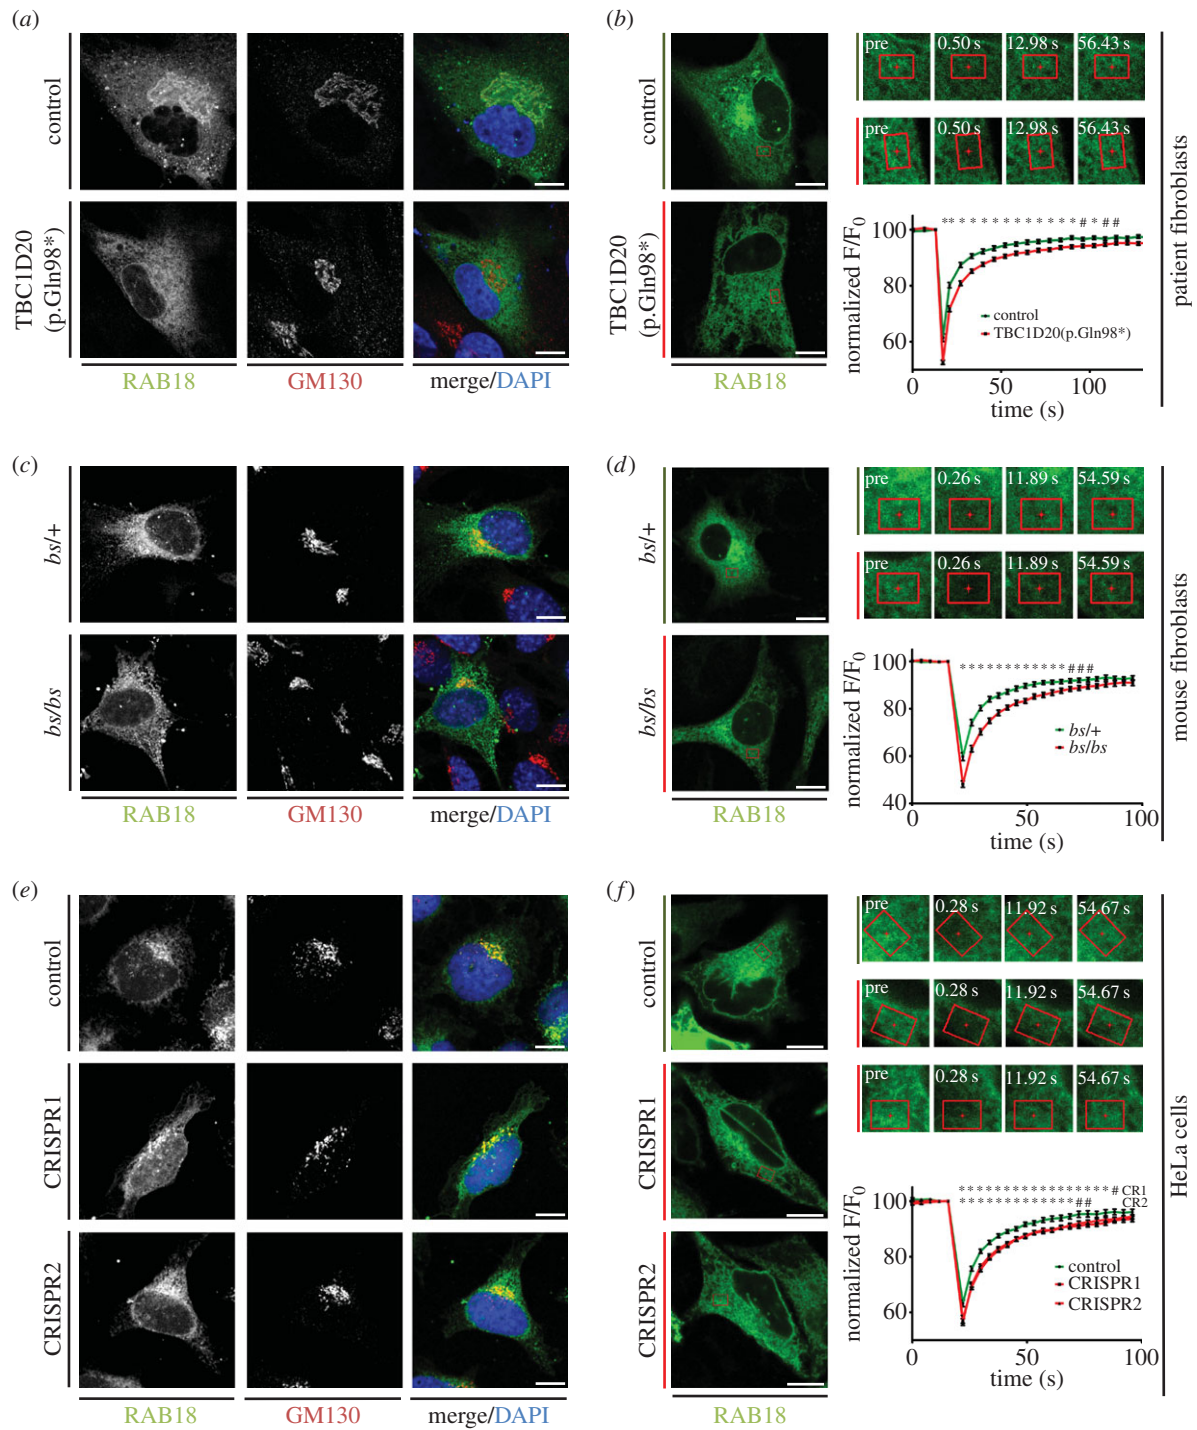 (a)
control
TBC1D20
(p.Gln98*)
RAB18
GM130
merge/DAPI
(b)
control
TBC1D20
(p.Gln98*)
RAB18
pre
0.50 s
12.98 s
56.43 s
pre
0.50 s
12.98 s
56.43 s
* * * * * * * * * * * * * # * # #
normalized F/F0
100
80
60
control
TBC1D20(p.Gln98*)
0
50
100
time (s)
patient fibroblasts
(c)
bs/+
bs/bs
RAB18
GM130
merge/DAPI
(d)
bs/+
bs/bs
RAB18
pre
0.26 s
11.89 s
54.59 s
pre
0.26 s
11.89 s
54.59 s
* * * * * * * * * * * * # # #
normalized F/F0
100
80
60
40
bs/+
bs/bs
0
50
100
time (s)
mouse fibroblasts
(e)
control
CRISPR1
CRISPR2
RAB18
GM130
merge/DAPI
(f)
control
CRISPR1
CRISPR2
RAB18
pre
0.28 s
11.92 s
54.67 s
pre
0.28 s
11.92 s
54.67 s
pre
0.28 s
11.92 s
54.67 s
* * * * * * * * * * * * * * * * * # CR1
* * * * * * * * * * * * * # # CR2
normalized F/F0
100
80
60
control
CRISPR1
CRISPR2
0
50
100
time (s)
HeLa cells